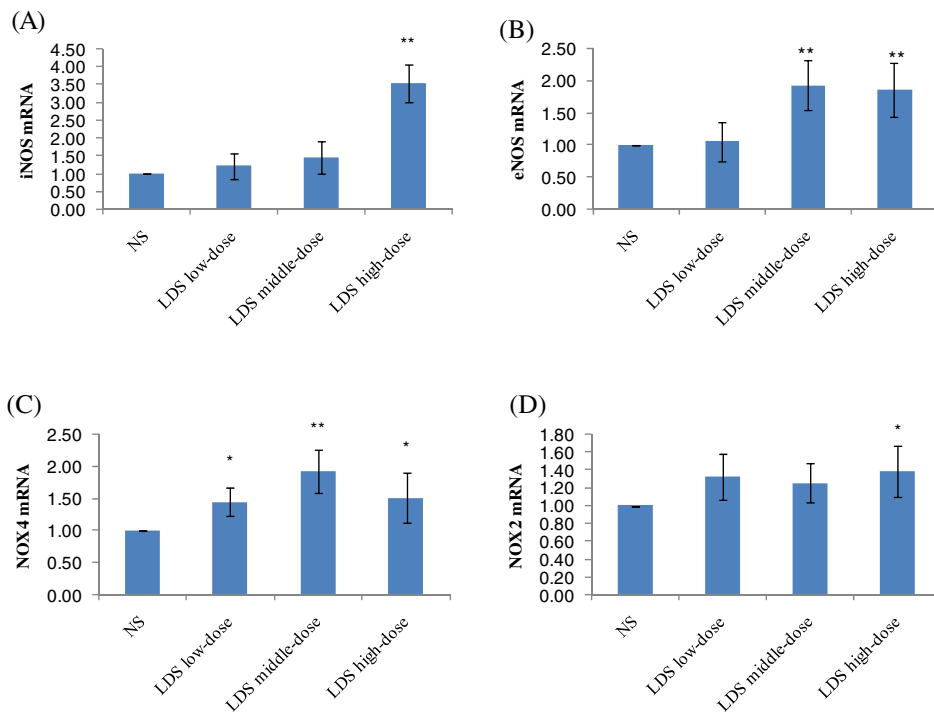 (A)
iNOS mRNA
4.50
4.00
3.50
3.00
2.50
2.00
1.50
1.00
0.50
0.00
**
NS
LDS low-dose
LDS middle-dose
LDS high-dose
(B)
eNOS mRNA
2.50
2.00
1.50
1.00
0.50
0.00
**
**
NS
LDS low-dose
LDS middle-dose
LDS high-dose
(C)
NOX4 mRNA
2.50
2.00
1.50
1.00
0.50
0.00
*
**
*
NS
LDS low-dose
LDS middle-dose
LDS high-dose
(D)
NOX2 mRNA
1.80
1.60
1.40
1.20
1.00
0.80
0.60
0.40
0.20
0.00
*
NS
LDS low-dose
LDS middle-dose
LDS high-dose